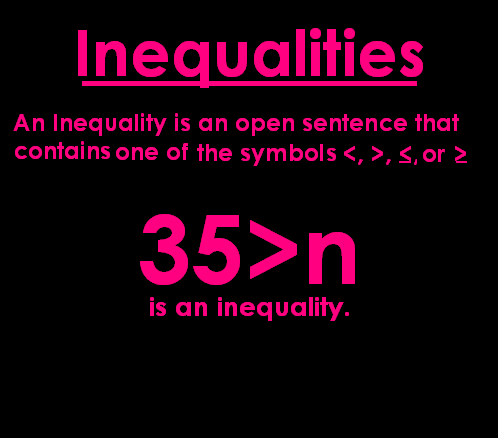 Inequalities
An Inequality is an open sentence that
contains one of the symbols <, >, ≤, or ≥
35>n
is an inequality.